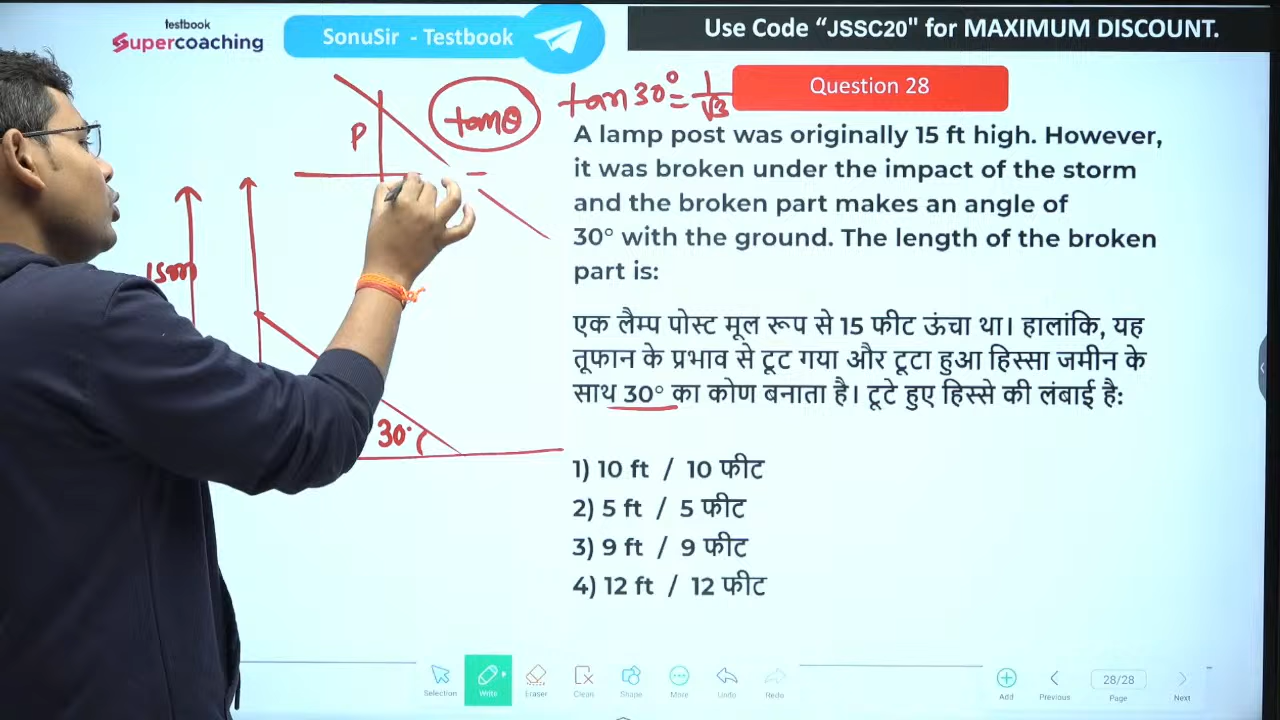 testbook
Supercoaching
SonuSir - Testbook
Use Code “JSSC20" for MAXIMUM DISCOUNT.
Question 28
P
tanθ
tan 30° = 1/√3
A lamp post was originally 15 ft high. However,
it was broken under the impact of the storm
and the broken part makes an angle of
30° with the ground. The length of the broken
part is:
15m
30°
एक लैम्प पोस्ट मूल रूप से 15 फीट ऊंचा था। हालांकि, यह
तूफान के प्रभाव से टूट गया और टूटा हुआ हिस्सा जमीन के
साथ 30° का कोण बनाता है। टूटे हुए हिस्से की लंबाई है:
1) 10 ft / 10 फीट
2) 5 ft / 5 फीट
3) 9 ft / 9 फीट
4) 12 ft / 12 फीट
Selection
Write
Eraser
Clean
Shape
More
Undo
Redo
Add
Previous
28/28
Page
Next